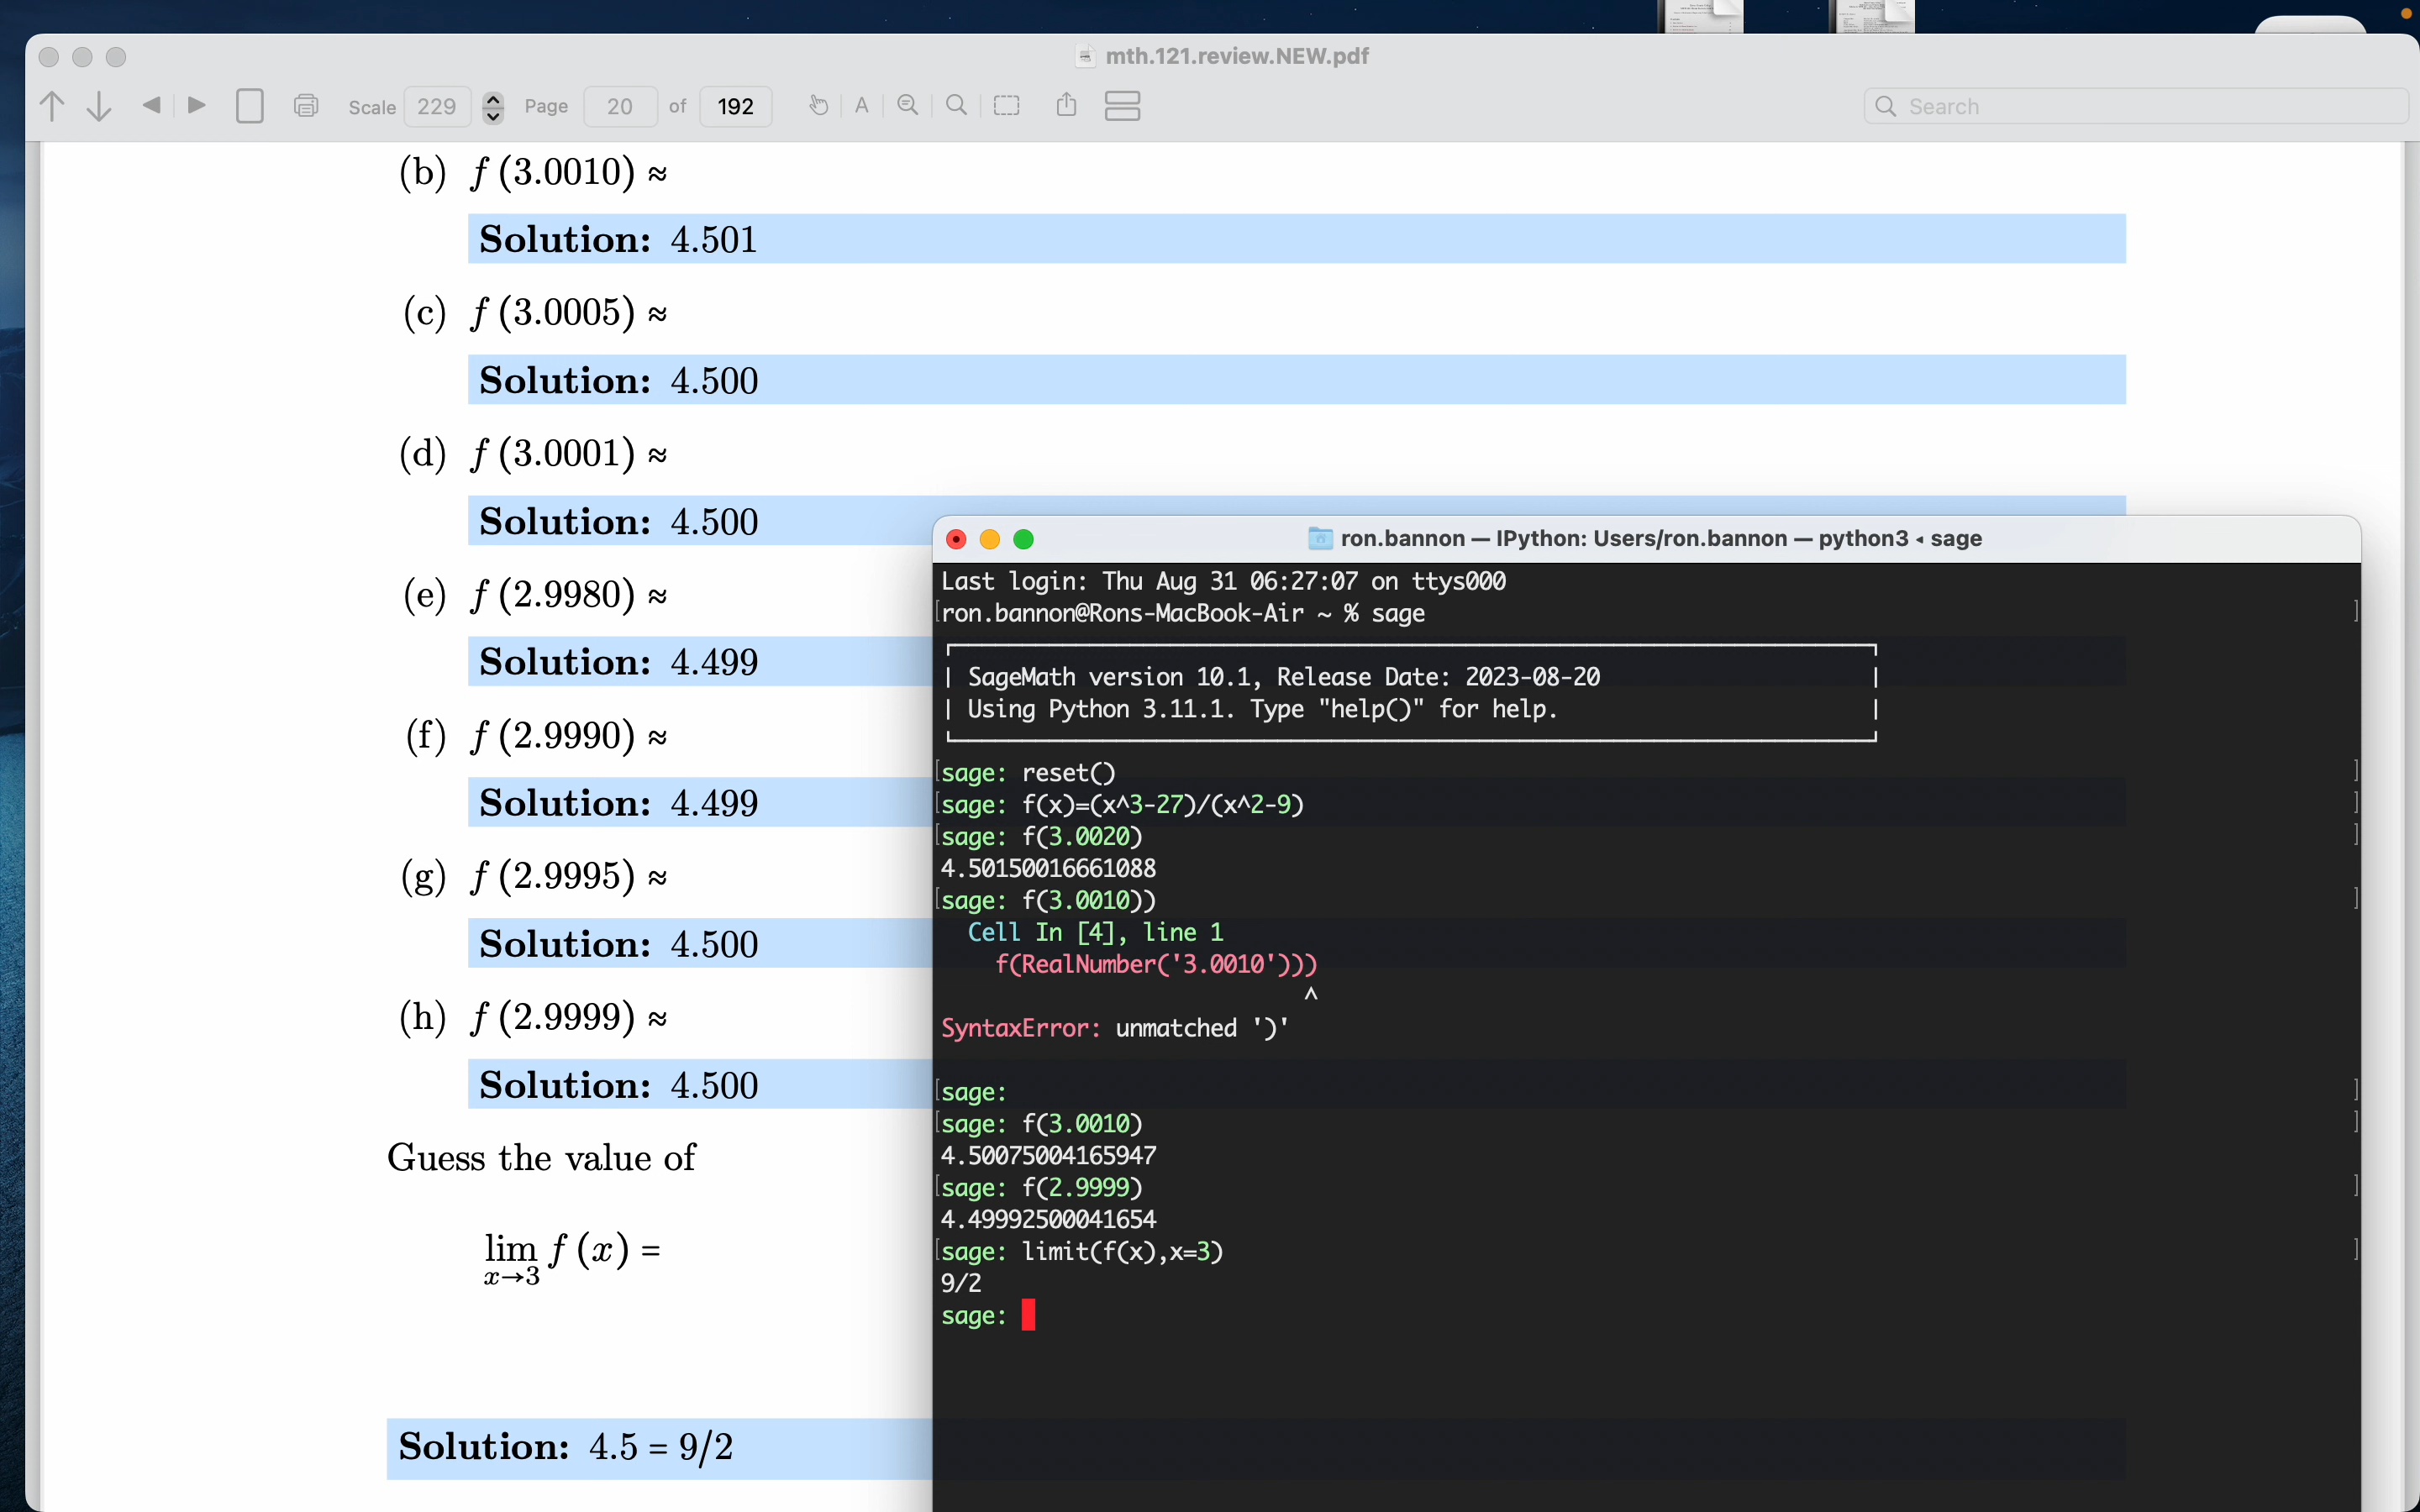 mth.121.review.NEW.pdf
Scale 229 Page 20 of 192 A Search
(b) f (3.0010) ≈
Solution: 4.501
(c) f (3.0005) ≈
Solution: 4.500
(d) f (3.0001) ≈
Solution: 4.500
(e) f (2.9980) ≈
Solution: 4.499
(f) f (2.9990) ≈
Solution: 4.499
(g) f (2.9995) ≈
Solution: 4.500
(h) f (2.9999) ≈
Solution: 4.500
Guess the value of
lim f (x) =
x→3
Solution: 4.5 = 9/2
ron.bannon — IPython: Users/ron.bannon — python3 ◂ sage
Last login: Thu Aug 31 06:27:07 on ttys000
[ron.bannon@Rons-MacBook-Air ~ % sage ]
| SageMath version 10.1, Release Date: 2023-08-20 |
| Using Python 3.11.1. Type "help()" for help. |
[sage: reset() ]
[sage: f(x)=(x^3-27)/(x^2-9) ]
[sage: f(3.0020) ]
4.50150016661088
[sage: f(3.0010)) ]
Cell In [4], line 1
f(RealNumber('3.0010')))
^
SyntaxError: unmatched ')'
[sage: ]
[sage: f(3.0010) ]
4.50075004165947
[sage: f(2.9999) ]
4.49992500041654
[sage: limit(f(x),x=3) ]
9/2
sage: